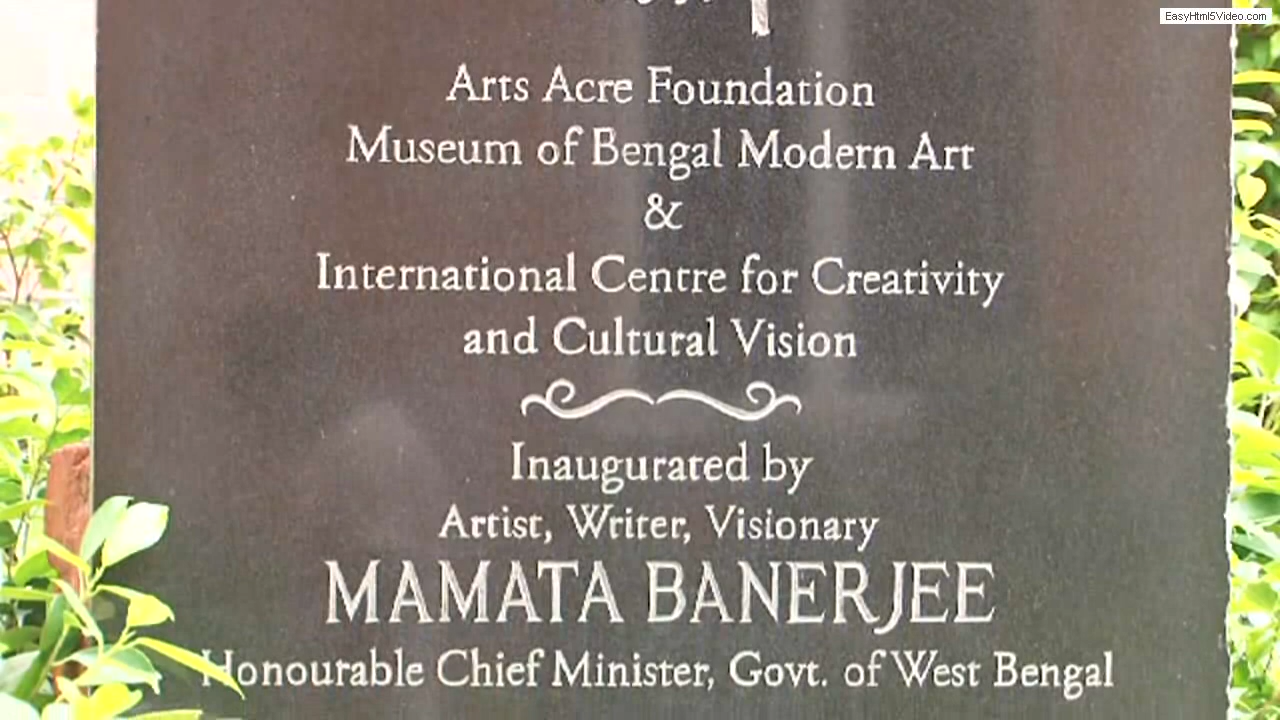 EasyHtml5Video.com
Arts Acre Foundation
Museum of Bengal Modern Art
&
International Centre for Creativity
and Cultural Vision
Inaugurated by
Artist, Writer, Visionary
MAMATA BANERJEE
Honourable Chief Minister, Govt. of West Bengal